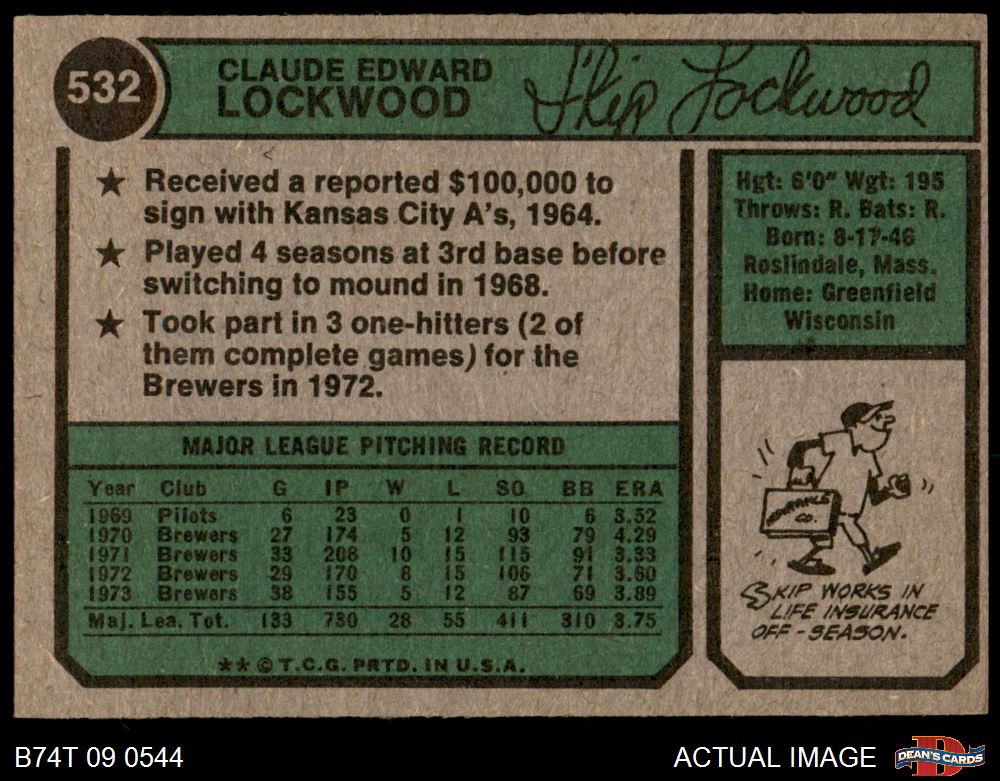 532
CLAUDE EDWARD
LOCKWOOD
Skip Lockwood
★ Received a reported $100,000 to
sign with Kansas City A's, 1964.
★ Played 4 seasons at 3rd base before
switching to mound in 1968.
★ Took part in 3 one-hitters (2 of
them complete games) for the
Brewers in 1972.
Hgt: 6'0" Wgt: 195
Throws: R. Bats: R.
Born: 8-17-46
Roslindale, Mass.
Home: Greenfield
Wisconsin
MAJOR LEAGUE PITCHING RECORD
Year Club G IP W L SO BB ERA
1969 Pilots 6 23 0 1 10 6 3.52
1970 Brewers 27 174 5 12 93 79 4.29
1971 Brewers 33 208 10 15 115 91 3.33
1972 Brewers 29 170 8 15 106 71 3.60
1973 Brewers 38 155 5 12 87 69 3.89
Maj. Lea. Tot. 133 730 28 55 411 310 3.75
** © T.C.G. PRTD. IN U.S.A.
INSURANCE
CO.
SKIP WORKS IN
LIFE INSURANCE
OFF-SEASON.
B74T 09 0544
ACTUAL IMAGE
D
DEAN'S CARDS